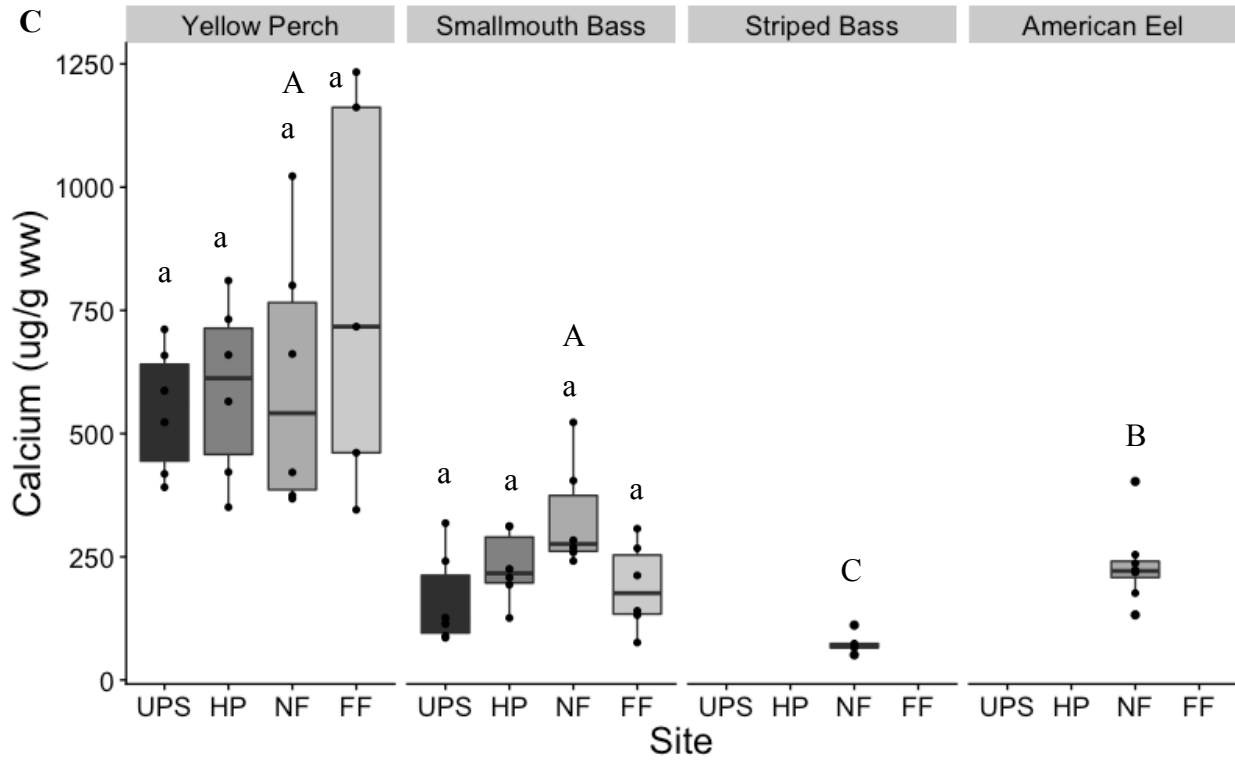 C
Yellow Perch Smallmouth Bass Striped Bass American Eel
Calcium (ug/g ww)
1250
1000
750
500
250
0
a a A a a
a a A a a
C
B
UPS HP NF FF UPS HP NF FF UPS HP NF FF UPS HP NF FF
Site